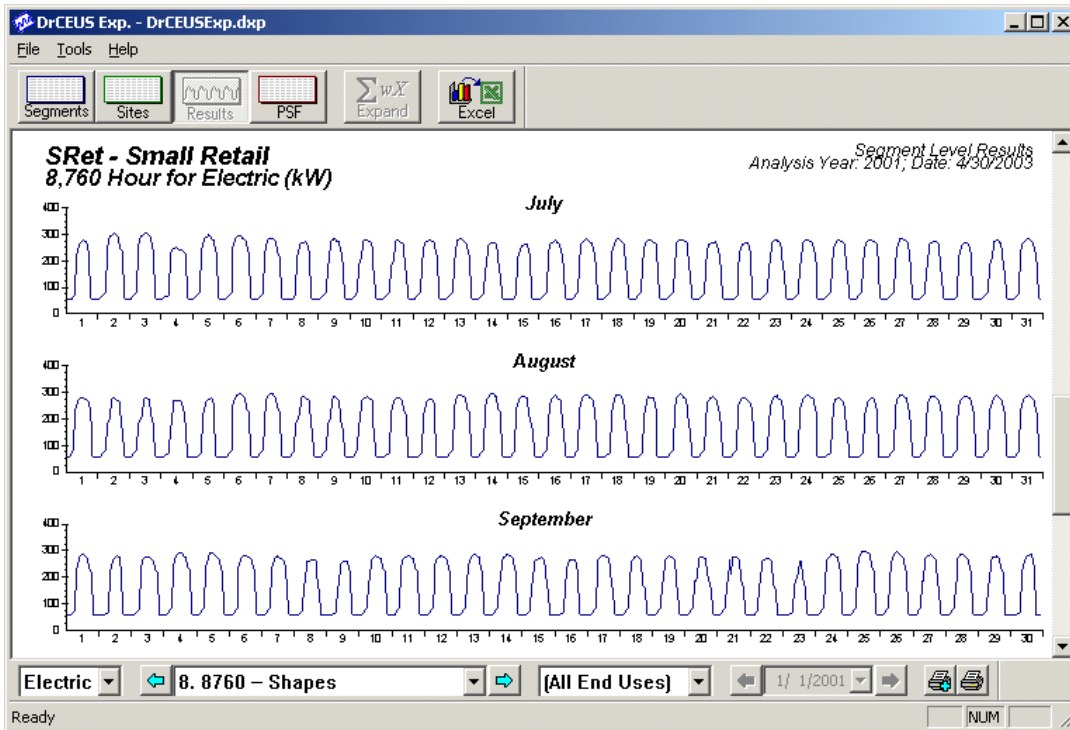 DrCEUS Exp. - DrCEUSExp.dxp
File Tools Help
Segments Sites Results PSF ΣwX Expand Excel
SRet - Small Retail
8,760 Hour for Electric (kW)
Segment Level Results
Analysis Year: 2001; Date: 4/30/2003
July
400
300
200
100
0
1 2 3 4 5 6 7 8 9 10 11 12 13 14 15 16 17 18 19 20 21 22 23 24 25 26 27 28 29 30 31
August
400
300
200
100
0
1 2 3 4 5 6 7 8 9 10 11 12 13 14 15 16 17 18 19 20 21 22 23 24 25 26 27 28 29 30 31
September
400
300
200
100
0
1 2 3 4 5 6 7 8 9 10 11 12 13 14 15 16 17 18 19 20 21 22 23 24 25 26 27 28 29 30
Electric 8. 8760 – Shapes (All End Uses) 1/ 1/2001
Ready NUM